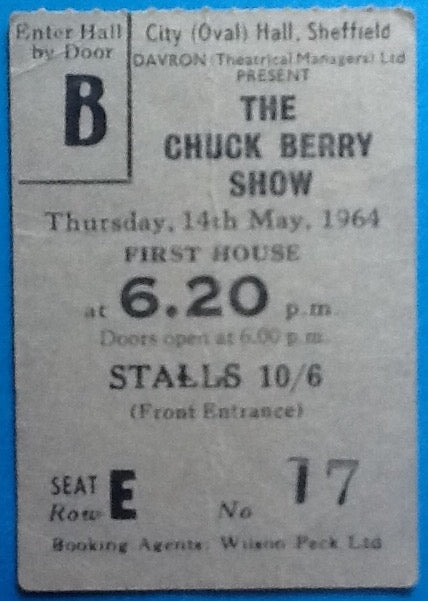 Enter Hall
by Door
B
City (Oval) Hall, Sheffield
DAVRON (Theatrical Managers) Ltd
PRESENT
THE
CHUCK BERRY
SHOW
Thursday, 14th May, 1964
FIRST HOUSE
at 6.20 p.m.
Doors open at 6.00 p.m.
STALLS 10/6
(Front Entrance)
SEAT
Row E No 17
Booking Agents: Wilson Peck Ltd